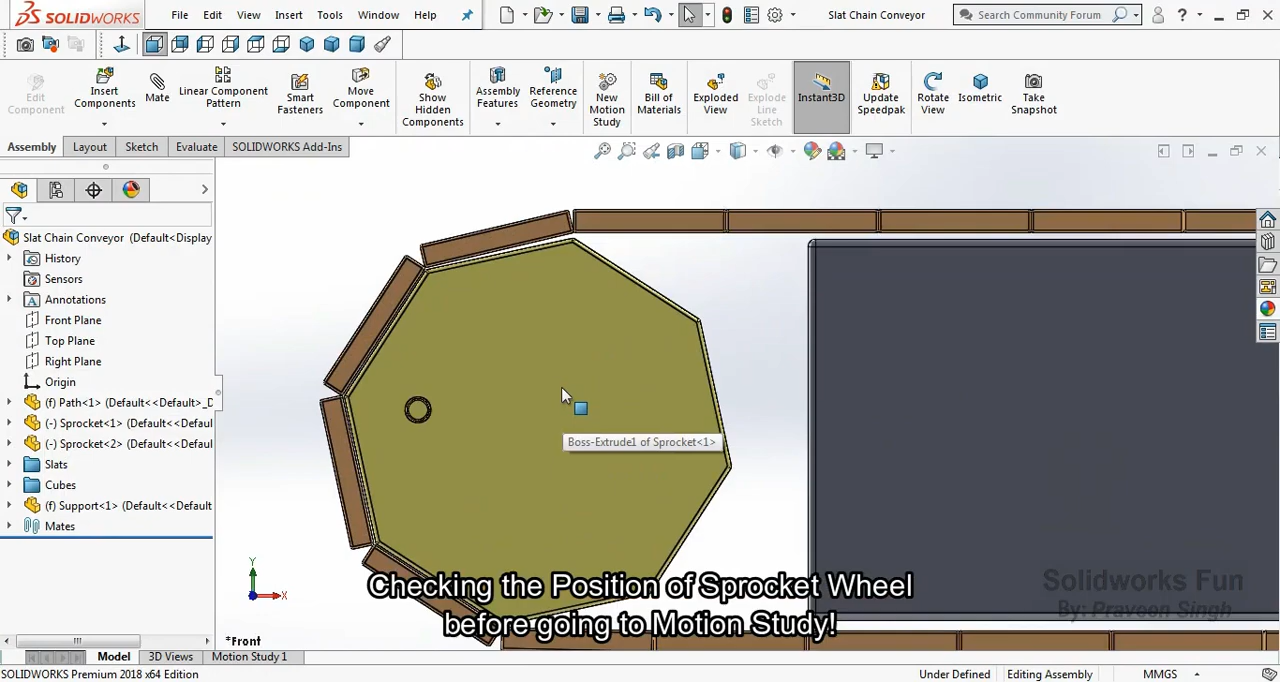 SOLIDWORKS
File Edit View Insert Tools Window Help
Slat Chain Conveyor
Search Community Forum
Edit Component
Insert Components
Mate
Linear Component Pattern
Smart Fasteners
Move Component
Show Hidden Components
Assembly Features
Reference Geometry
New Motion Study
Bill of Materials
Exploded View
Explode Line Sketch
Instant3D
Update Speedpak
Rotate View
Isometric
Take Snapshot
Assembly Layout Sketch Evaluate SOLIDWORKS Add-Ins
Slat Chain Conveyor (Default<Display
History
Sensors
Annotations
Front Plane
Top Plane
Right Plane
Origin
(f) Path<1> (Default<<Default>_D
(-) Sprocket<1> (Default<<Default
(-) Sprocket<2> (Default<<Default
Slats
Cubes
(f) Support<1> (Default<<Default
Mates
Boss-Extrude1 of Sprocket<1>
Y
X
Z
*Front
Checking the Position of Sprocket Wheel
before going to Motion Study!
Solidworks Fun
By: Praveen Singh
Model 3D Views Motion Study 1
SOLIDWORKS Premium 2018 x64 Edition
Under Defined Editing Assembly MMGS